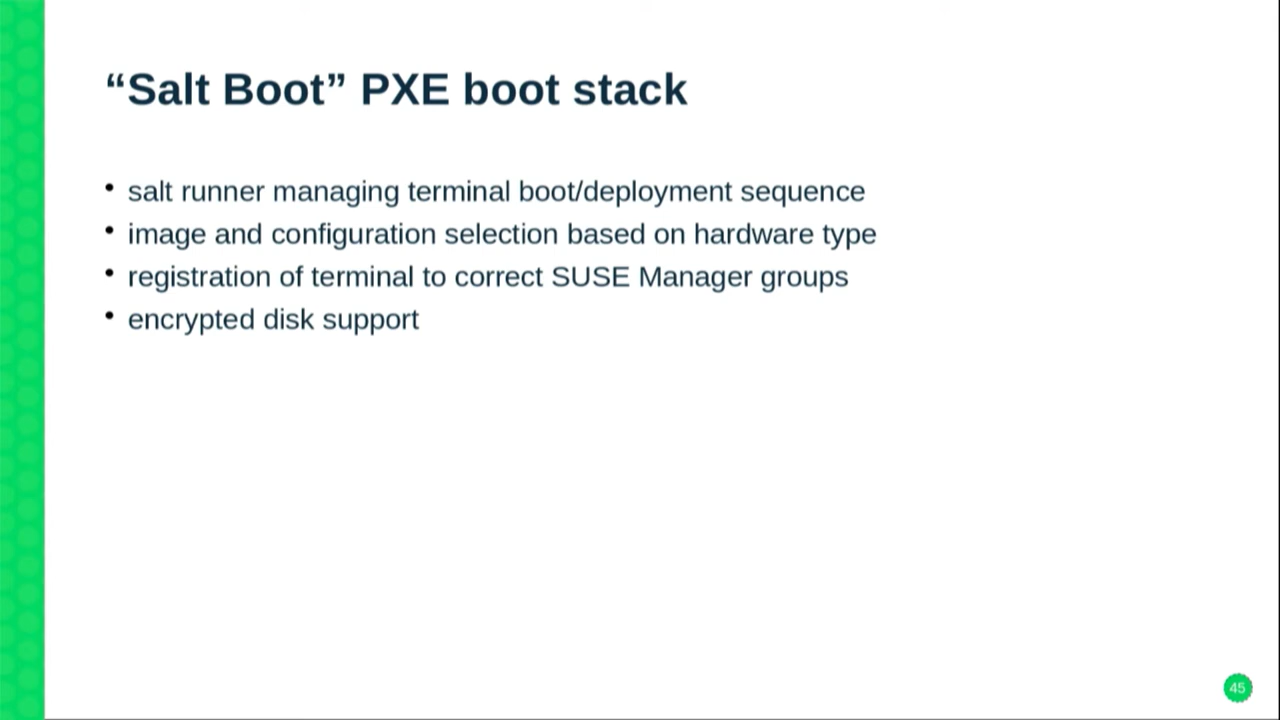 “Salt Boot” PXE boot stack
• salt runner managing terminal boot/deployment sequence
• image and configuration selection based on hardware type
• registration of terminal to correct SUSE Manager groups
• encrypted disk support
45